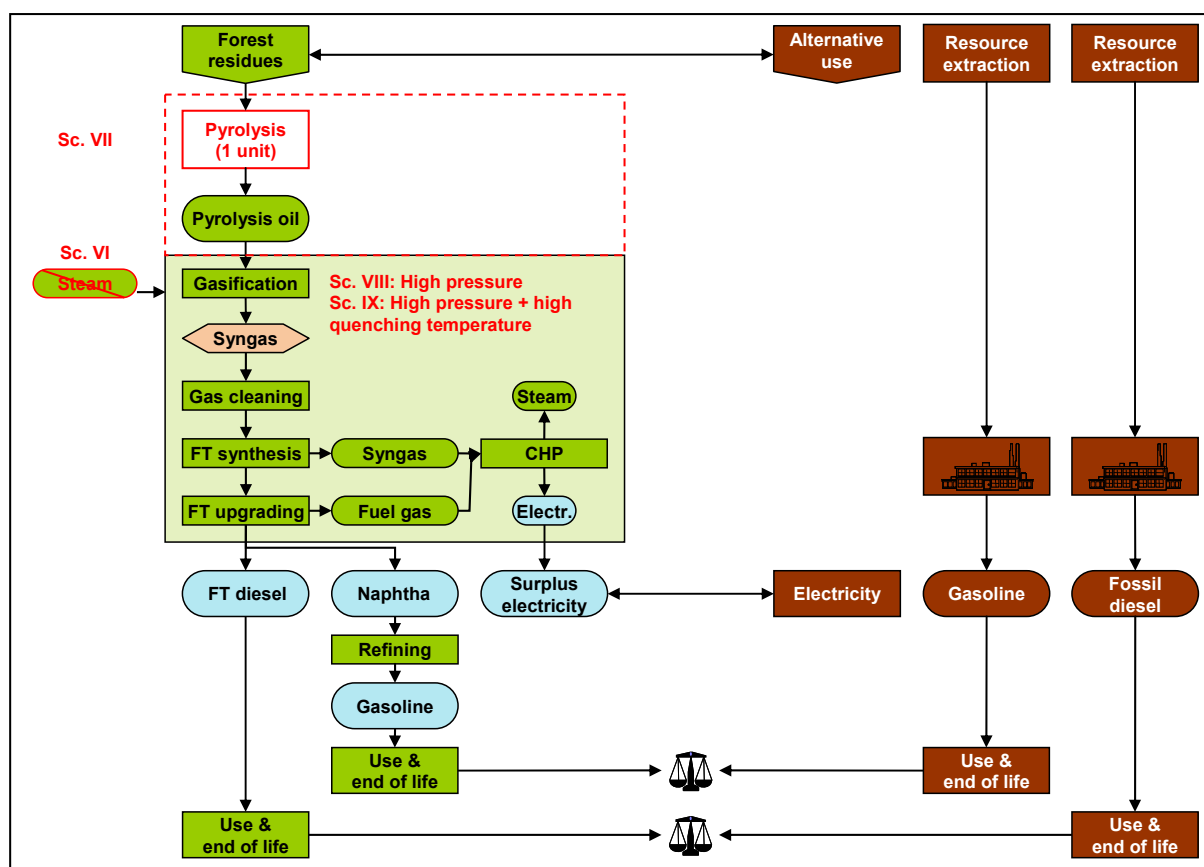 Forest
residues
Alternative
use
Resource
extraction
Resource
extraction
Sc. VII
Pyrolysis
(1 unit)
Pyrolysis oil
Sc. VI
Steam
Gasification
Sc. VIII: High pressure
Sc. IX: High pressure + high
quenching temperature
Syngas
Gas cleaning
Steam
FT synthesis
Syngas
CHP
FT upgrading
Fuel gas
Electr.
FT diesel
Naphtha
Surplus
electricity
Electricity
Gasoline
Fossil
diesel
Refining
Gasoline
Use &
end of life
Use &
end of life
Use &
end of life
Use &
end of life